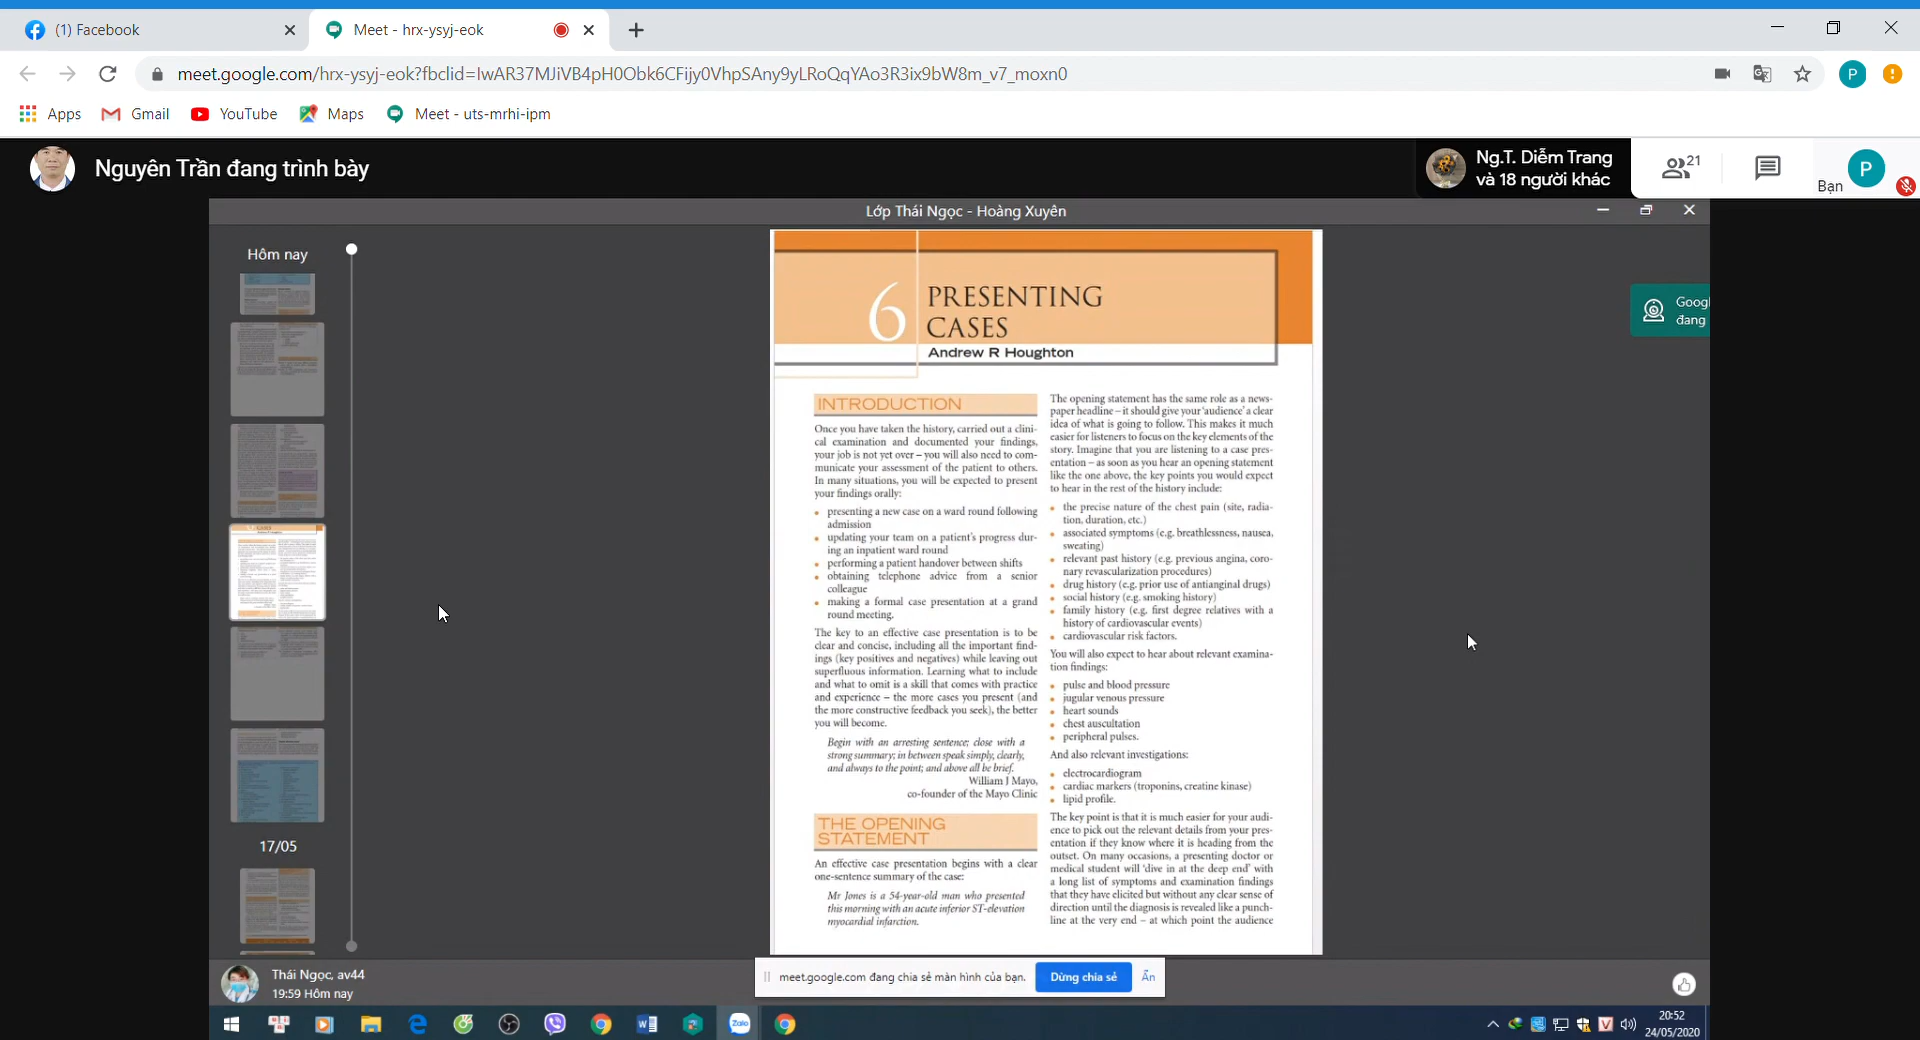 (1) Facebook
Meet - hrx-ysyj-eok
meet.google.com/hrx-ysyj-eok?fbclid=IwAR37MJiVB4pH0Obk6CFijy0VhpSAny9yLRoQqYAo3R3ix9bW8m_v7_moxn0
P
Apps
Gmail
YouTube
Maps
Meet - uts-mrhi-ipm
Nguyên Trần đang trình bày
Ng.T. Diễm Trang
và 18 người khác
21
Bạn
P
Lớp Thái Ngọc - Hoàng Xuyên
Hôm nay
17/05
Googl
đang
6 PRESENTING
CASES
Andrew R Houghton
INTRODUCTION
Once you have taken the history, carried out a clini-
cal examination and documented your findings,
your job is not yet over – you will also need to com-
municate your assessment of the patient to others.
In many situations, you will be expected to present
your findings orally:
• presenting a new case on a ward round following
admission
• updating your team on a patient's progress dur-
ing an inpatient ward round
• performing a patient handover between shifts
• obtaining telephone advice from a senior
colleague
• making a formal case presentation at a grand
round meeting.
The key to an effective case presentation is to be
clear and concise, including all the important find-
ings (key positives and negatives) while leaving out
superfluous information. Learning what to include
and what to omit is a skill that comes with practice
and experience – the more cases you present (and
the more constructive feedback you seek), the better
you will become.
Begin with an arresting sentence; close with a
strong summary; in between speak simply, clearly,
and always to the point; and above all be brief.
William J Mayo,
co-founder of the Mayo Clinic
THE OPENING
STATEMENT
An effective case presentation begins with a clear
one-sentence summary of the case:
Mr Jones is a 54-year-old man who presented
this morning with an acute inferior ST-elevation
myocardial infarction.
The opening statement has the same role as a news-
paper headline – it should give your 'audience' a clear
idea of what is going to follow. This makes it much
easier for listeners to focus on the key elements of the
story. Imagine that you are listening to a case pres-
entation – as soon as you hear an opening statement
like the one above, the key points you would expect
to hear in the rest of the history include:
• the precise nature of the chest pain (site, radia-
tion, duration, etc.)
• associated symptoms (e.g. breathlessness, nausea,
sweating)
• relevant past history (e.g. previous angina, coro-
nary revascularization procedures)
• drug history (e.g. prior use of antianginal drugs)
• social history (e.g. smoking history)
• family history (e.g. first degree relatives with a
history of cardiovascular events)
• cardiovascular risk factors.
You will also expect to hear about relevant examina-
tion findings:
• pulse and blood pressure
• jugular venous pressure
• heart sounds
• chest auscultation
• peripheral pulses.
And also relevant investigations:
• electrocardiogram
• cardiac markers (troponins, creatine kinase)
• lipid profile.
The key point is that it is much easier for your audi-
ence to pick out the relevant details from your pres-
entation if they know where it is heading from the
outset. On many occasions, a presenting doctor or
medical student will 'dive in at the deep end' with
a long list of symptoms and examination findings
that they have elicited but without any clear sense of
direction until the diagnosis is revealed like a punch-
line at the very end – at which point the audience
Thái Ngọc, av44
19:59 Hôm nay
meet.google.com đang chia sẻ màn hình của bạn.
Dừng chia sẻ
Ẩn
Zalo
V
20:52
24/05/2020